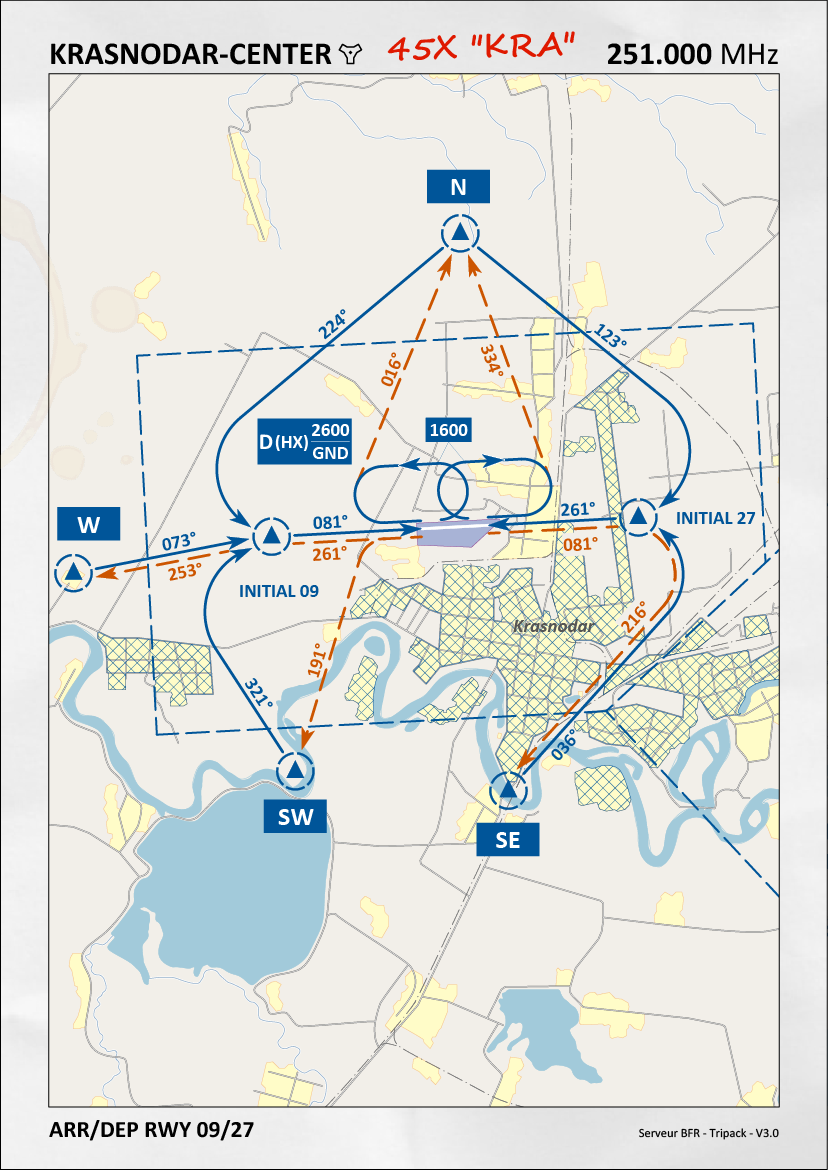 KRASNODAR-CENTER 45X "KRA" 251.000 MHz
N
224°
123°
016°
334°
D (HX) 2600
GND
1600
W
073°
253°
081°
261°
261°
081°
INITIAL 27
INITIAL 09
Krasnodar
216°
191°
321°
036°
SW
SE
ARR/DEP RWY 09/27
Serveur BFR - Tripack - V3.0